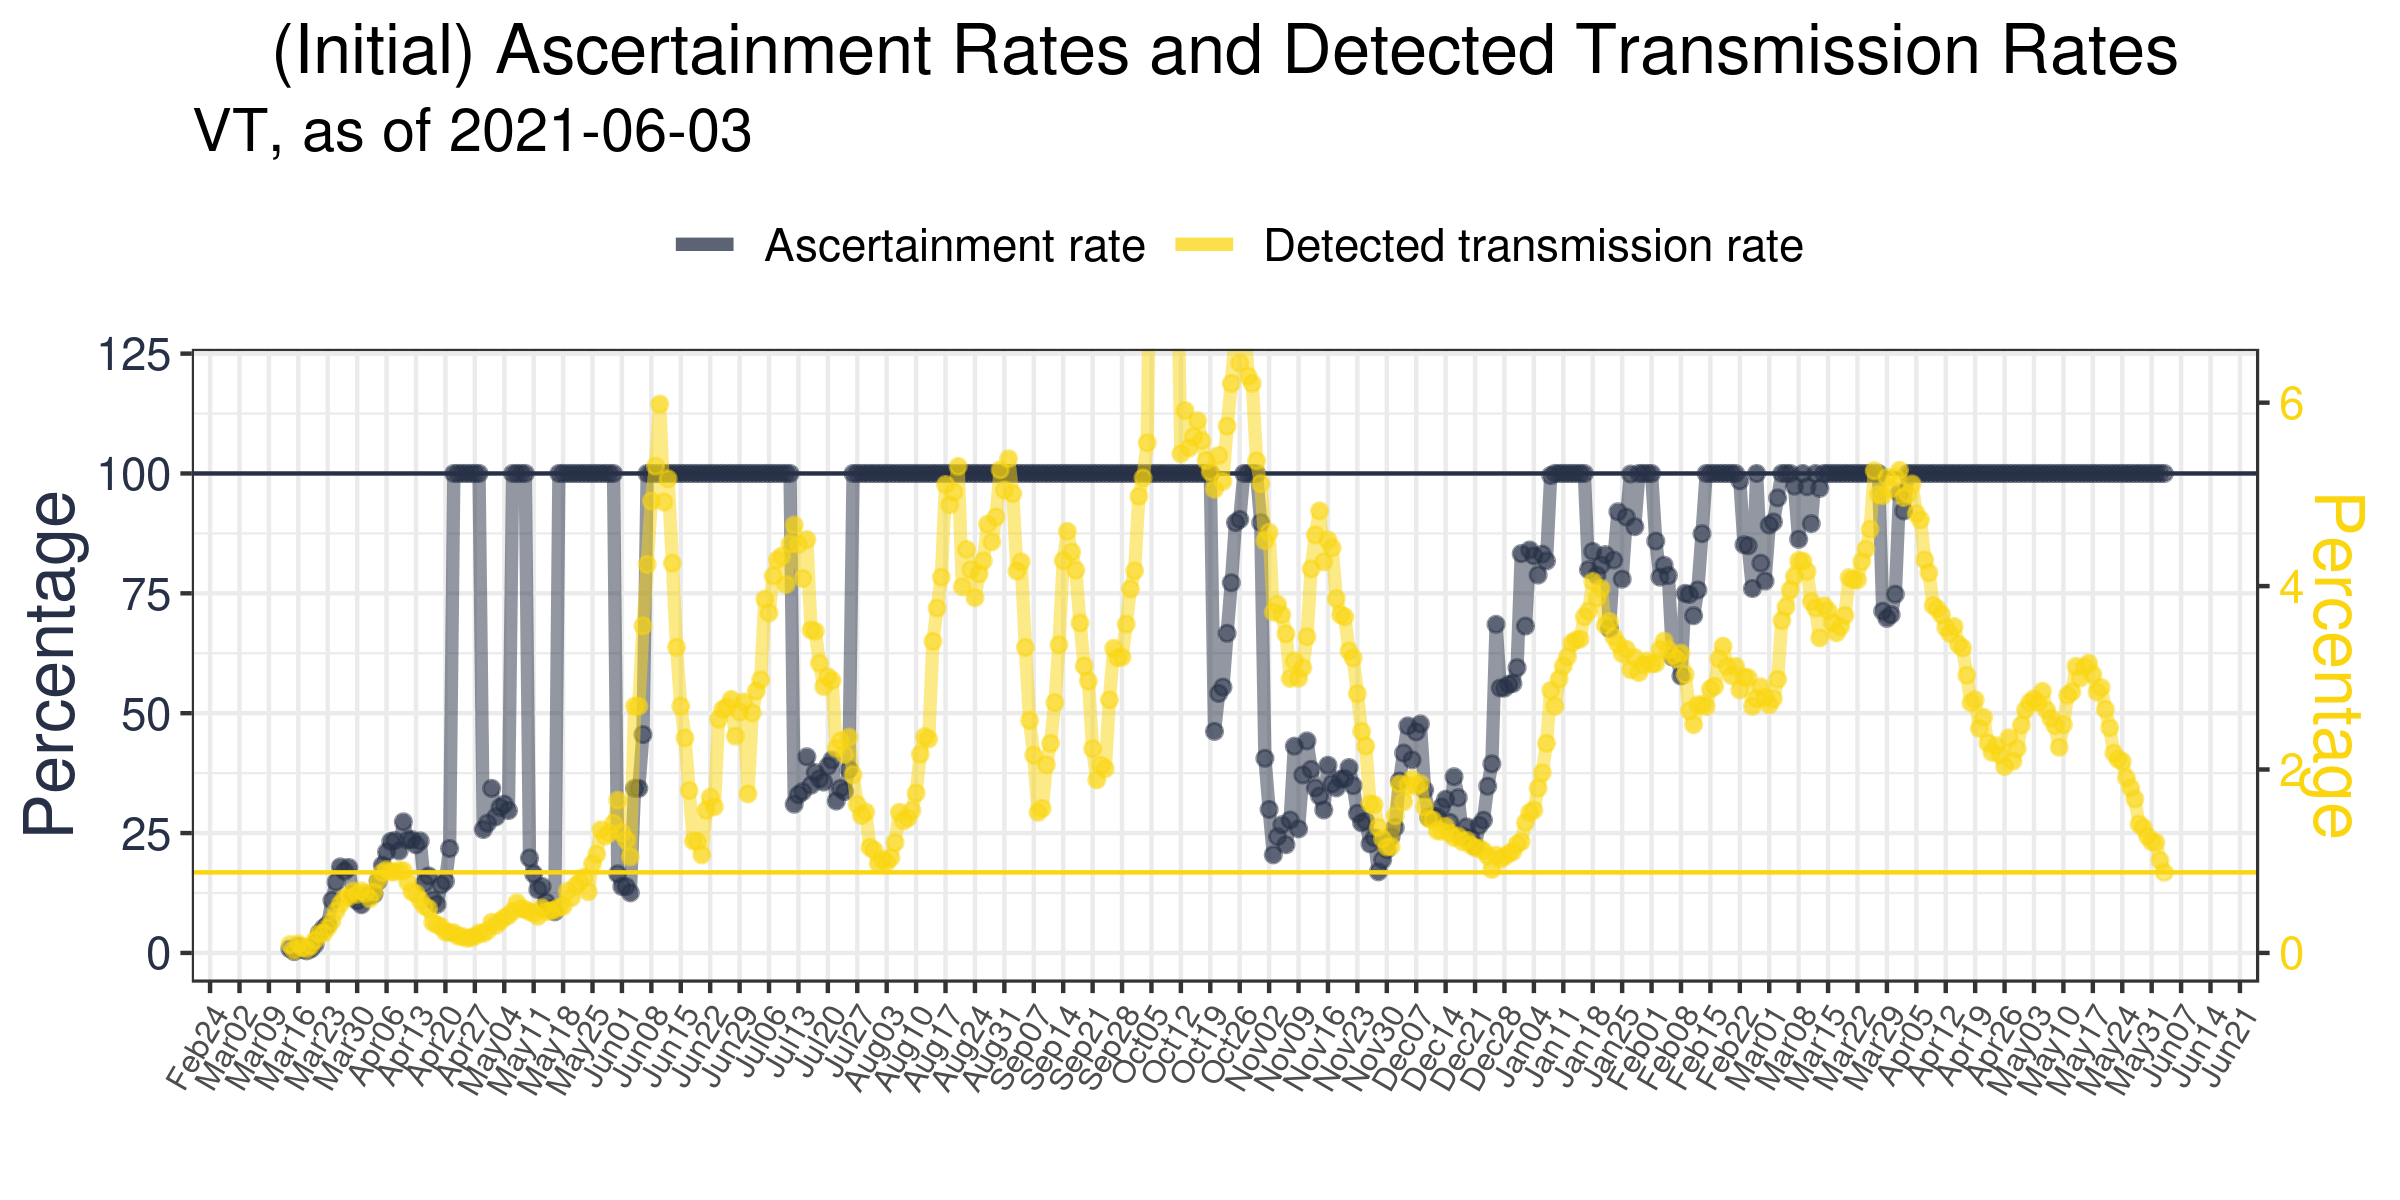 (Initial) Ascertainment Rates and Detected Transmission Rates
VT, as of 2021-06-03
Ascertainment rate
Detected transmission rate
125
100
75
50
25
0
Percentage
6
4
2
0
Percentage
Feb24
Mar02
Mar09
Mar16
Mar23
Mar30
Apr06
Apr13
Apr20
Apr27
May04
May11
May18
May25
Jun01
Jun08
Jun15
Jun22
Jun29
Jul06
Jul13
Jul20
Jul27
Aug03
Aug10
Aug17
Aug24
Aug31
Sep07
Sep14
Sep21
Sep28
Oct05
Oct12
Oct19
Oct26
Nov02
Nov09
Nov16
Nov23
Nov30
Dec07
Dec14
Dec21
Dec28
Jan04
Jan11
Jan18
Jan25
Feb01
Feb08
Feb15
Feb22
Mar01
Mar08
Mar15
Mar22
Mar29
Apr05
Apr12
Apr19
Apr26
May03
May10
May17
May24
May31
Jun07
Jun14
Jun21